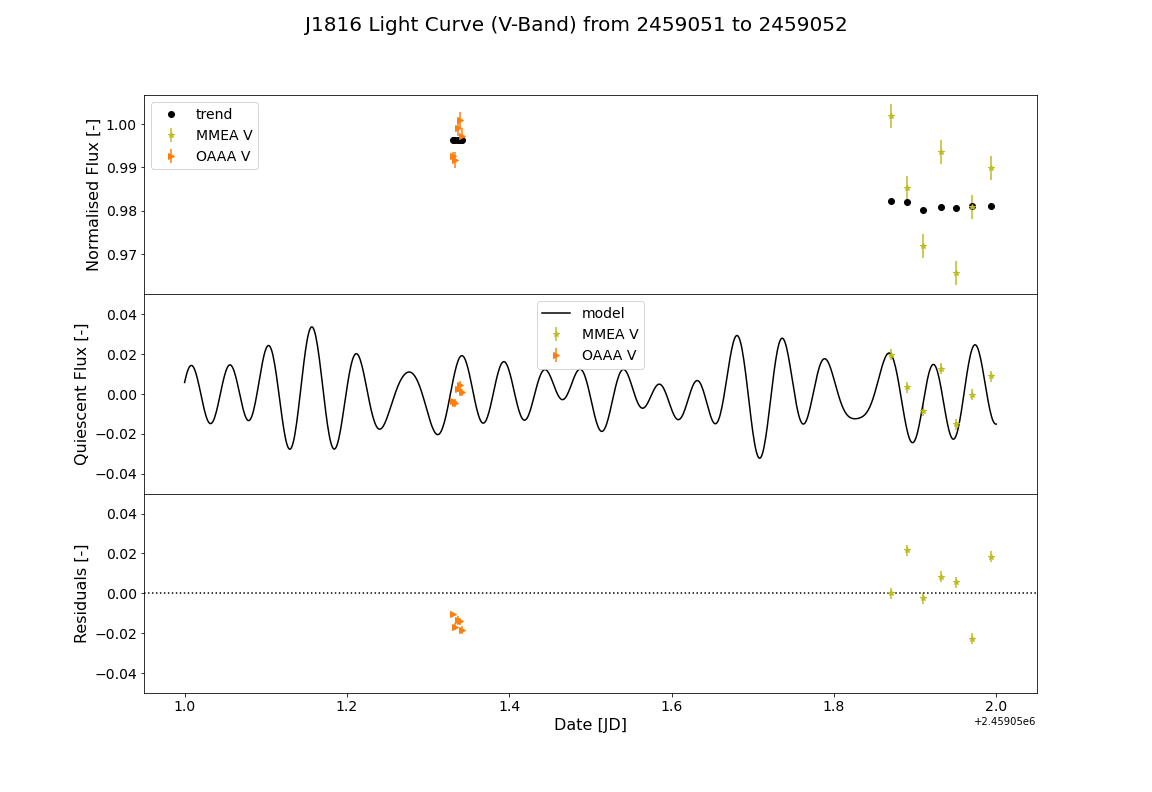 J1816 Light Curve (V-Band) from 2459051 to 2459052
trend
MMEA V
OAAA V
Normalised Flux [-]
1.00
0.99
0.98
0.97
model
MMEA V
OAAA V
Quiescent Flux [-]
0.04
0.02
0.00
−0.02
−0.04
Residuals [-]
0.04
0.02
0.00
−0.02
−0.04
1.0 1.2 1.4 1.6 1.8 2.0
+2.45905e6
Date [JD]